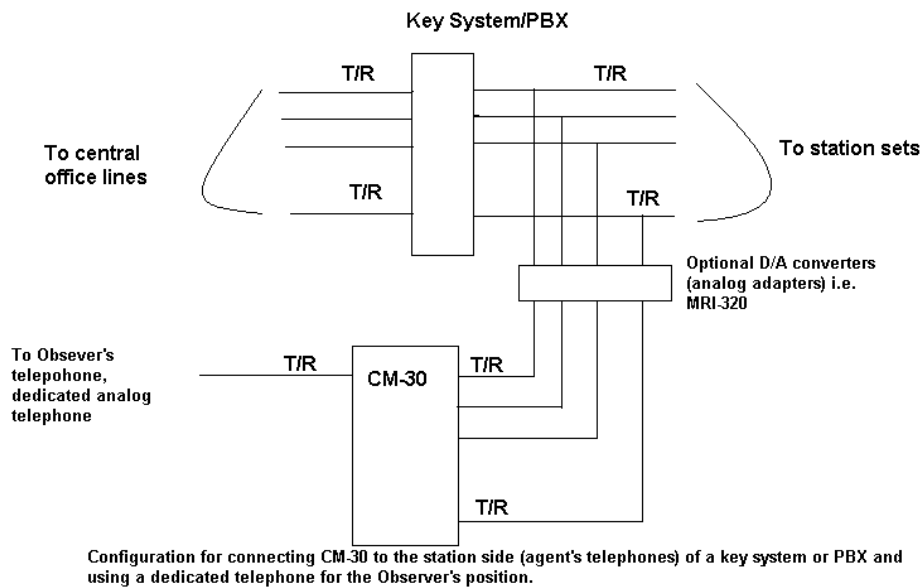 Key System/PBX
T/R
T/R
To central
office lines
To station sets
T/R
T/R
Optional D/A converters
(analog adapters) i.e.
MRI-320
To Obsever's
telepohone,
dedicated analog
telephone
T/R
CM-30
T/R
T/R
Configuration for connecting CM-30 to the station side (agent's telephones) of a key system or PBX and
using a dedicated telephone for the Observer's position.